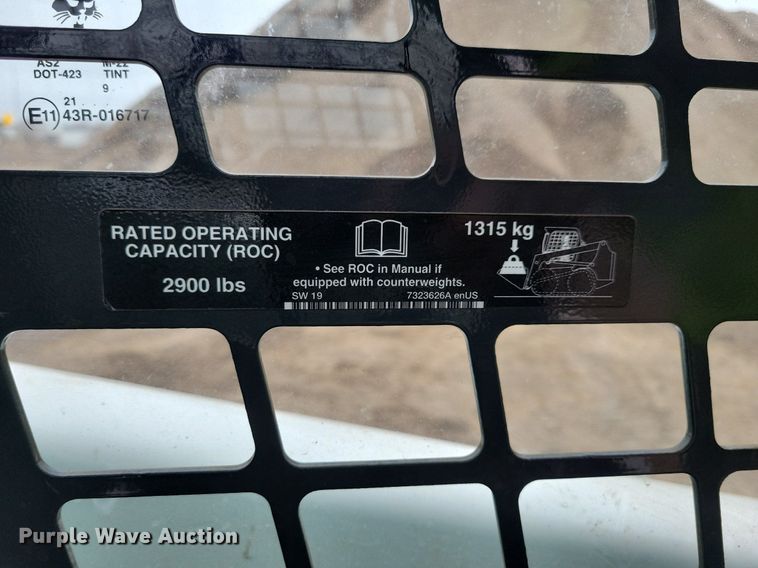 AS2 M-22
DOT-423 TINT
9
21
E11 43R-016717
RATED OPERATING
CAPACITY (ROC)
2900 lbs
• See ROC in Manual if
equipped with counterweights.
SW 19 7323626A enUS
1315 kg
Purple Wave Auction